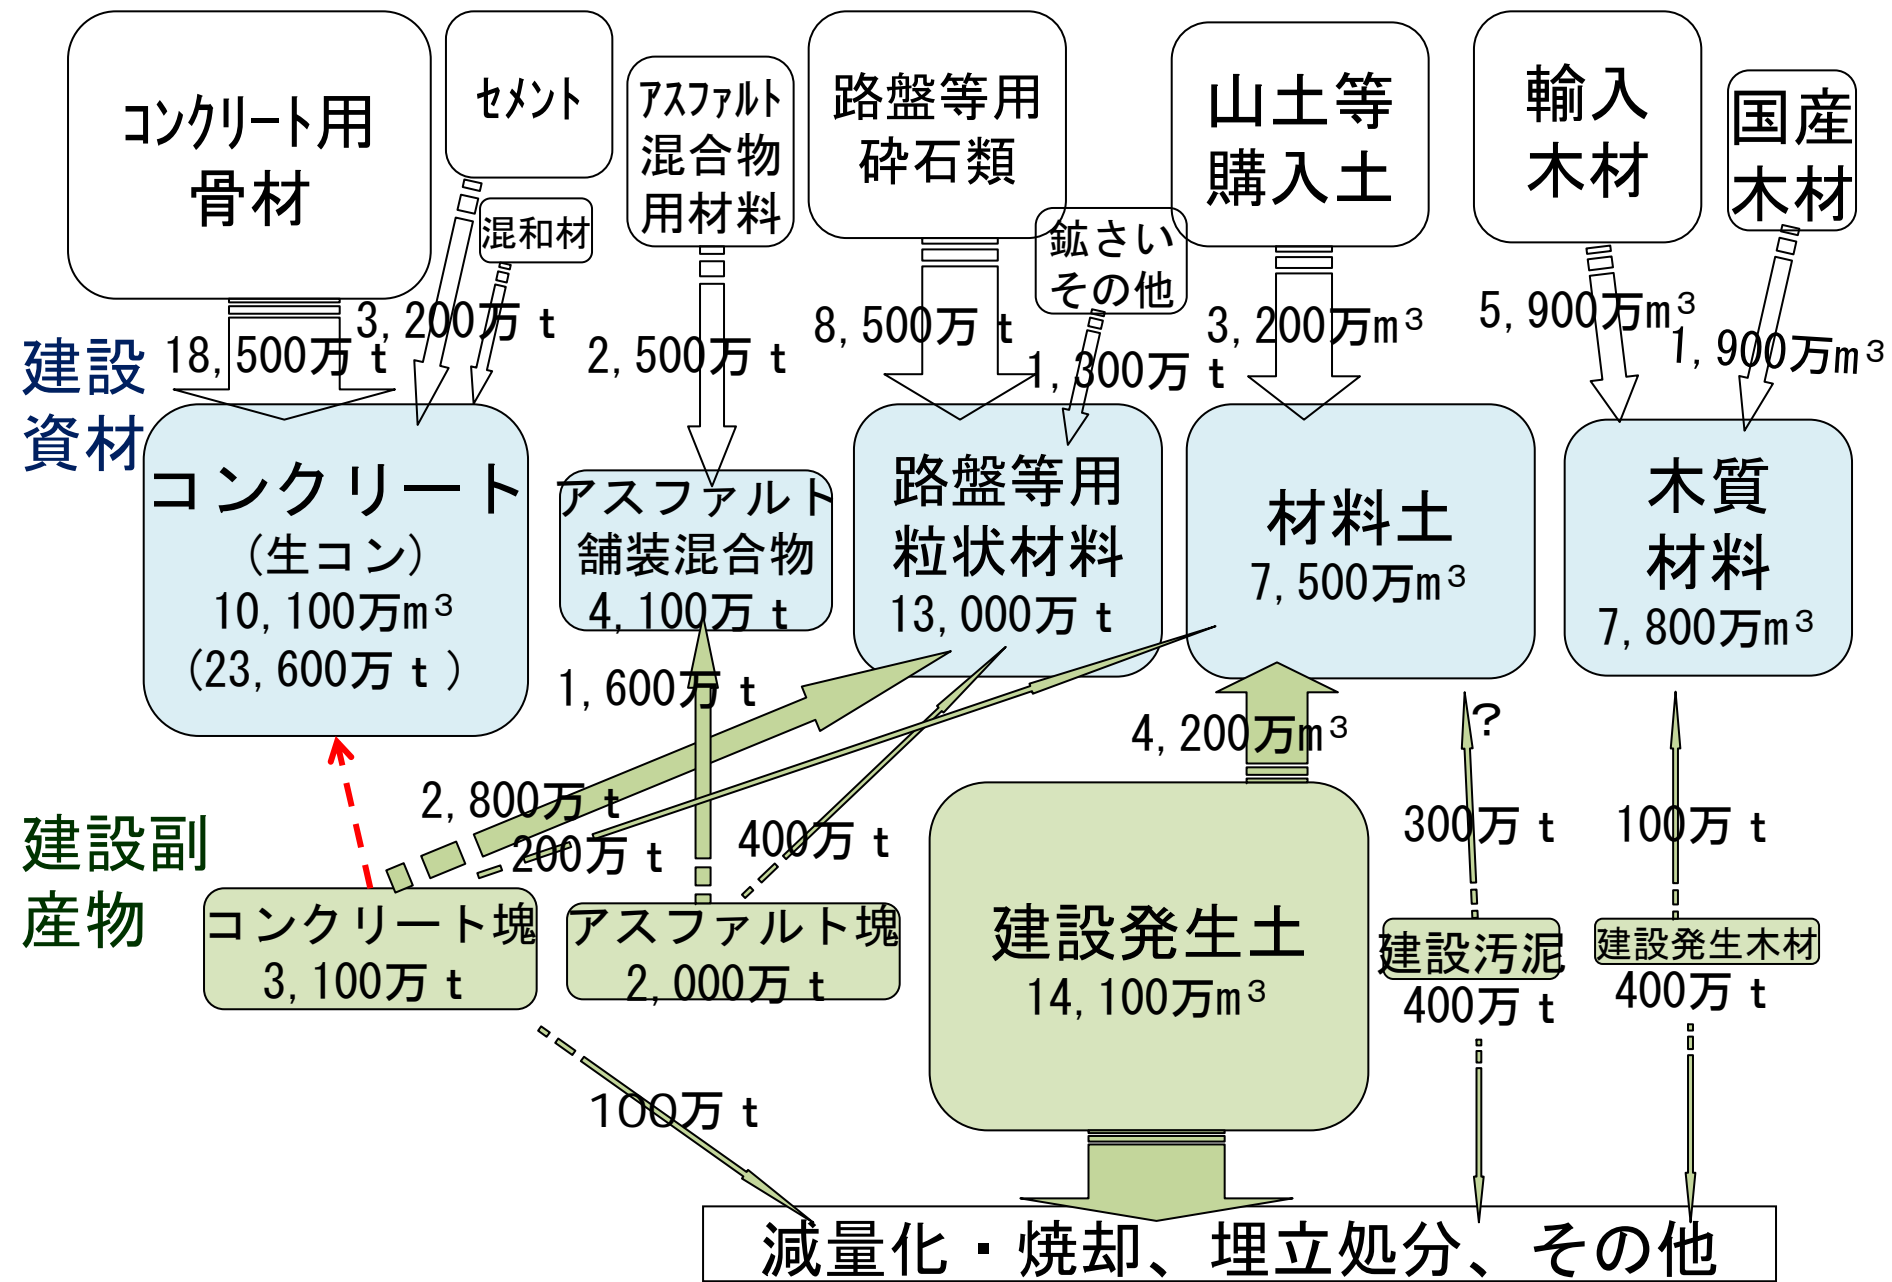 コンクリート用
骨材
セメント
混和材
アスファルト
混合物
用材料
路盤等用
砕石類
鉱さい
その他
山土等
購入土
輸入
木材
国産
木材
建設
資材
18,500万ｔ
3,200万ｔ
2,500万ｔ
8,500万ｔ
1,300万ｔ
3,200万m³
5,900万m³
1,900万m³
コンクリート
(生コン)
10,100万m³
(23,600万ｔ)
アスファルト
舗装混合物
4,100万ｔ
路盤等用
粒状材料
13,000万ｔ
材料土
7,500万m³
木質
材料
7,800万m³
1,600万ｔ
2,800万ｔ
200万ｔ
400万ｔ
4,200万m³
？
300万ｔ
100万ｔ
建設副
産物
コンクリート塊
3,100万ｔ
アスファルト塊
2,000万ｔ
建設発生土
14,100万m³
建設汚泥
400万ｔ
建設発生木材
400万ｔ
100万ｔ
減量化・焼却、埋立処分、その他